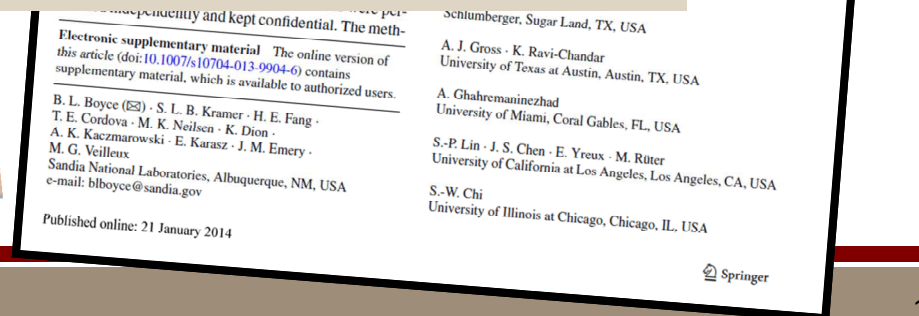 independently and kept confidential. The meth-
Electronic supplementary material The online version of
this article (doi:10.1007/s10704-013-9904-6) contains
supplementary material, which is available to authorized users.
B. L. Boyce (✉) · S. L. B. Kramer · H. E. Fang ·
T. E. Cordova · M. K. Neilsen · K. Dion ·
A. K. Kaczmarowski · E. Karasz · J. M. Emery ·
M. G. Veilleux
Sandia National Laboratories, Albuquerque, NM, USA
e-mail: blboyce@sandia.gov
Published online: 21 January 2014
Schlumberger, Sugar Land, TX, USA
A. J. Gross · K. Ravi-Chandar
University of Texas at Austin, Austin, TX, USA
A. Ghahremaninezhad
University of Miami, Coral Gables, FL, USA
S.-P. Lin · J. S. Chen · E. Yreux · M. Rüter
University of California at Los Angeles, Los Angeles, CA, USA
S.-W. Chi
University of Illinois at Chicago, Chicago, IL, USA
Springer